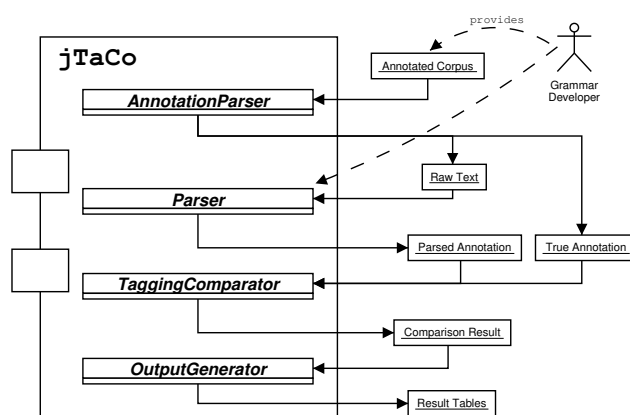 provides
jTaCo
Annotated Corpus
Grammar
Developer
AnnotationParser
Raw Text
Parser
Parsed Annotation
True Annotation
TaggingComparator
Comparison Result
OutputGenerator
Result Tables